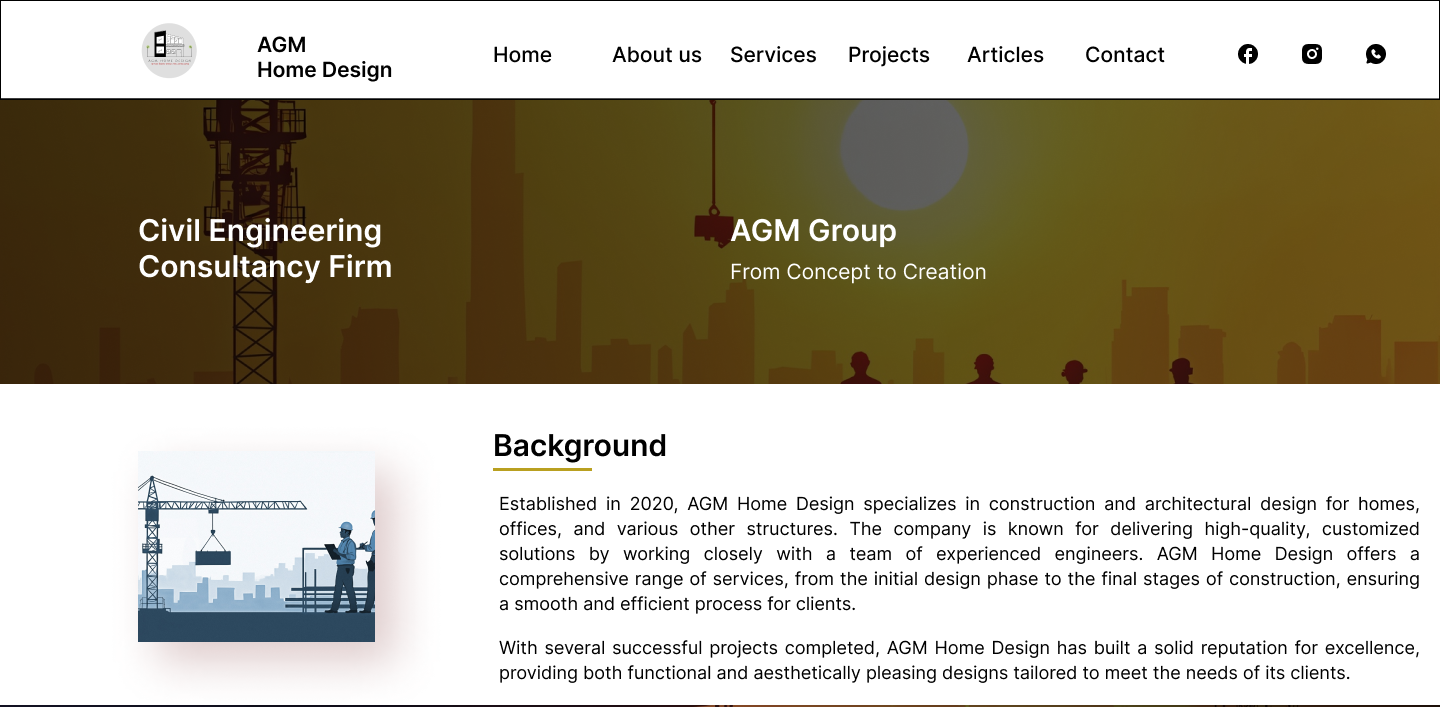 AGM
Home Design
Home
About us
Services
Projects
Articles
Contact
Civil Engineering
Consultancy Firm
AGM Group
From Concept to Creation
Background
Established in 2020, AGM Home Design specializes in construction and architectural design for homes,
offices, and various other structures. The company is known for delivering high-quality, customized
solutions by working closely with a team of experienced engineers. AGM Home Design offers a
comprehensive range of services, from the initial design phase to the final stages of construction, ensuring
a smooth and efficient process for clients.
With several successful projects completed, AGM Home Design has built a solid reputation for excellence,
providing both functional and aesthetically pleasing designs tailored to meet the needs of its clients.